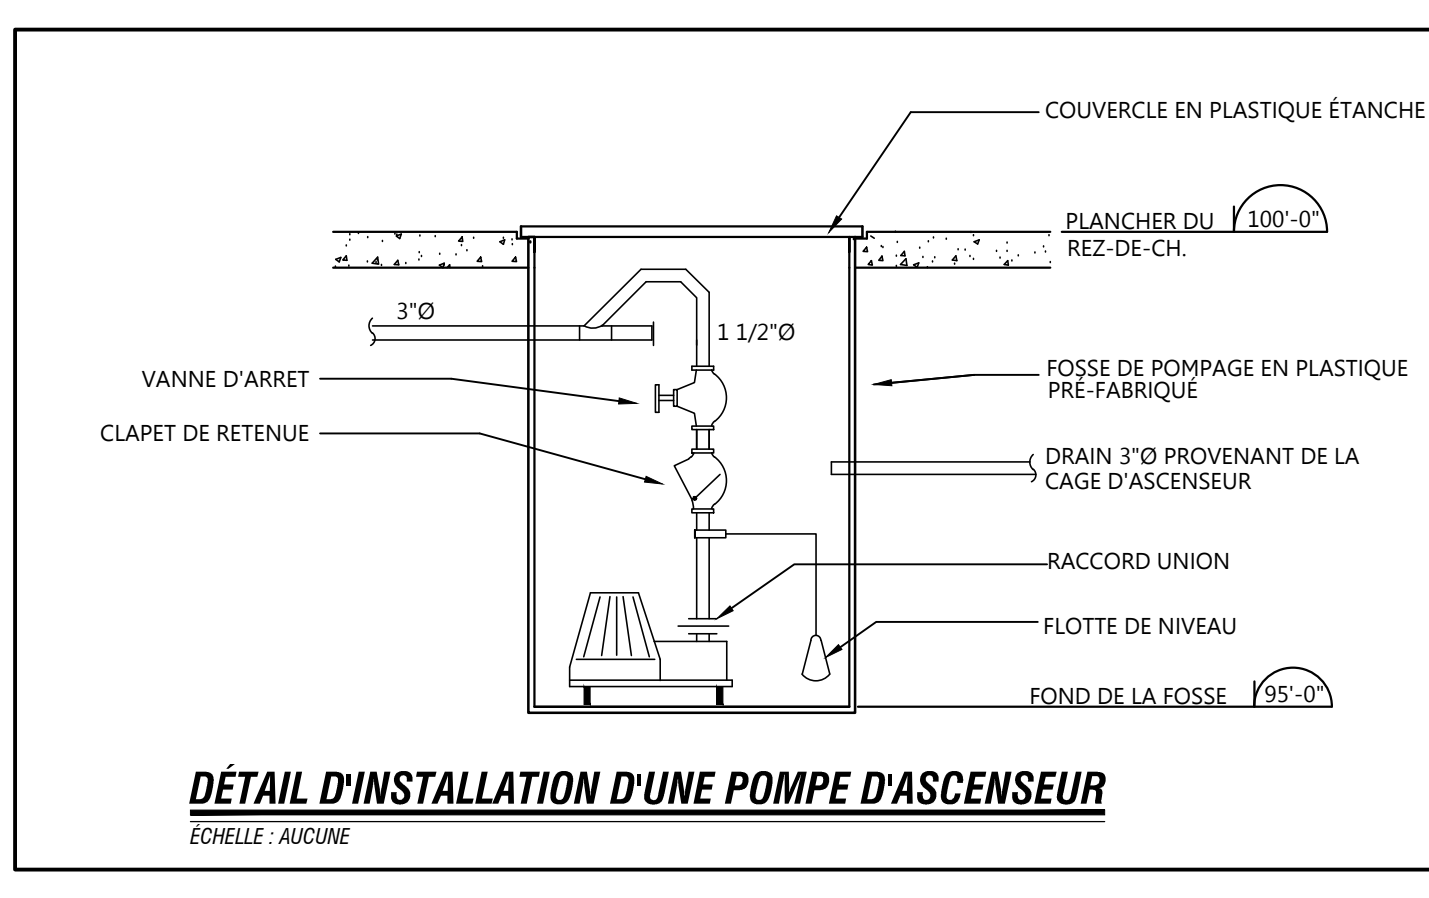 COUVERCLE EN PLASTIQUE ÉTANCHE
PLANCHER DU
REZ-DE-CH.
100'-0"
3"Ø
1 1/2"Ø
VANNE D'ARRET
CLAPET DE RETENUE
FOSSE DE POMPAGE EN PLASTIQUE
PRÉ-FABRIQUÉ
DRAIN 3"Ø PROVENANT DE LA
CAGE D'ASCENSEUR
RACCORD UNION
FLOTTE DE NIVEAU
FOND DE LA FOSSE
95'-0"
DÉTAIL D'INSTALLATION D'UNE POMPE D'ASCENSEUR
ÉCHELLE : AUCUNE